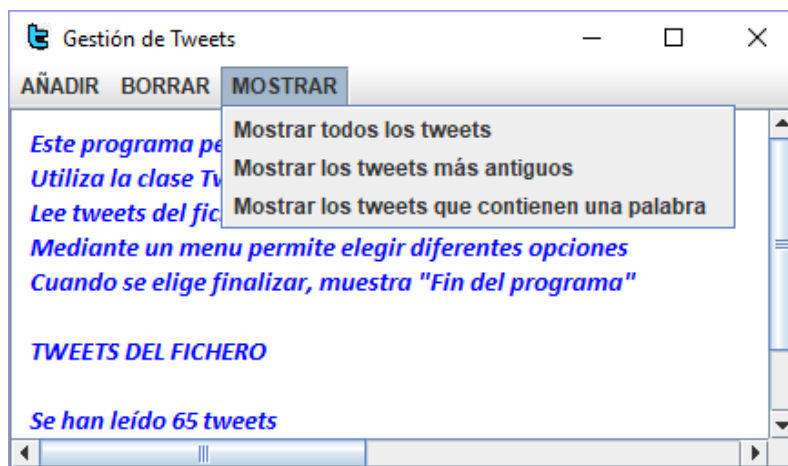 Gestión de Tweets
AÑADIR BORRAR MOSTRAR
Mostrar todos los tweets
Mostrar los tweets más antiguos
Mostrar los tweets que contienen una palabra
Este programa pe
Utiliza la clase Tw
Lee tweets del fic
Mediante un menu permite elegir diferentes opciones
Cuando se elige finalizar, muestra "Fin del programa"
TWEETS DEL FICHERO
Se han leído 65 tweets